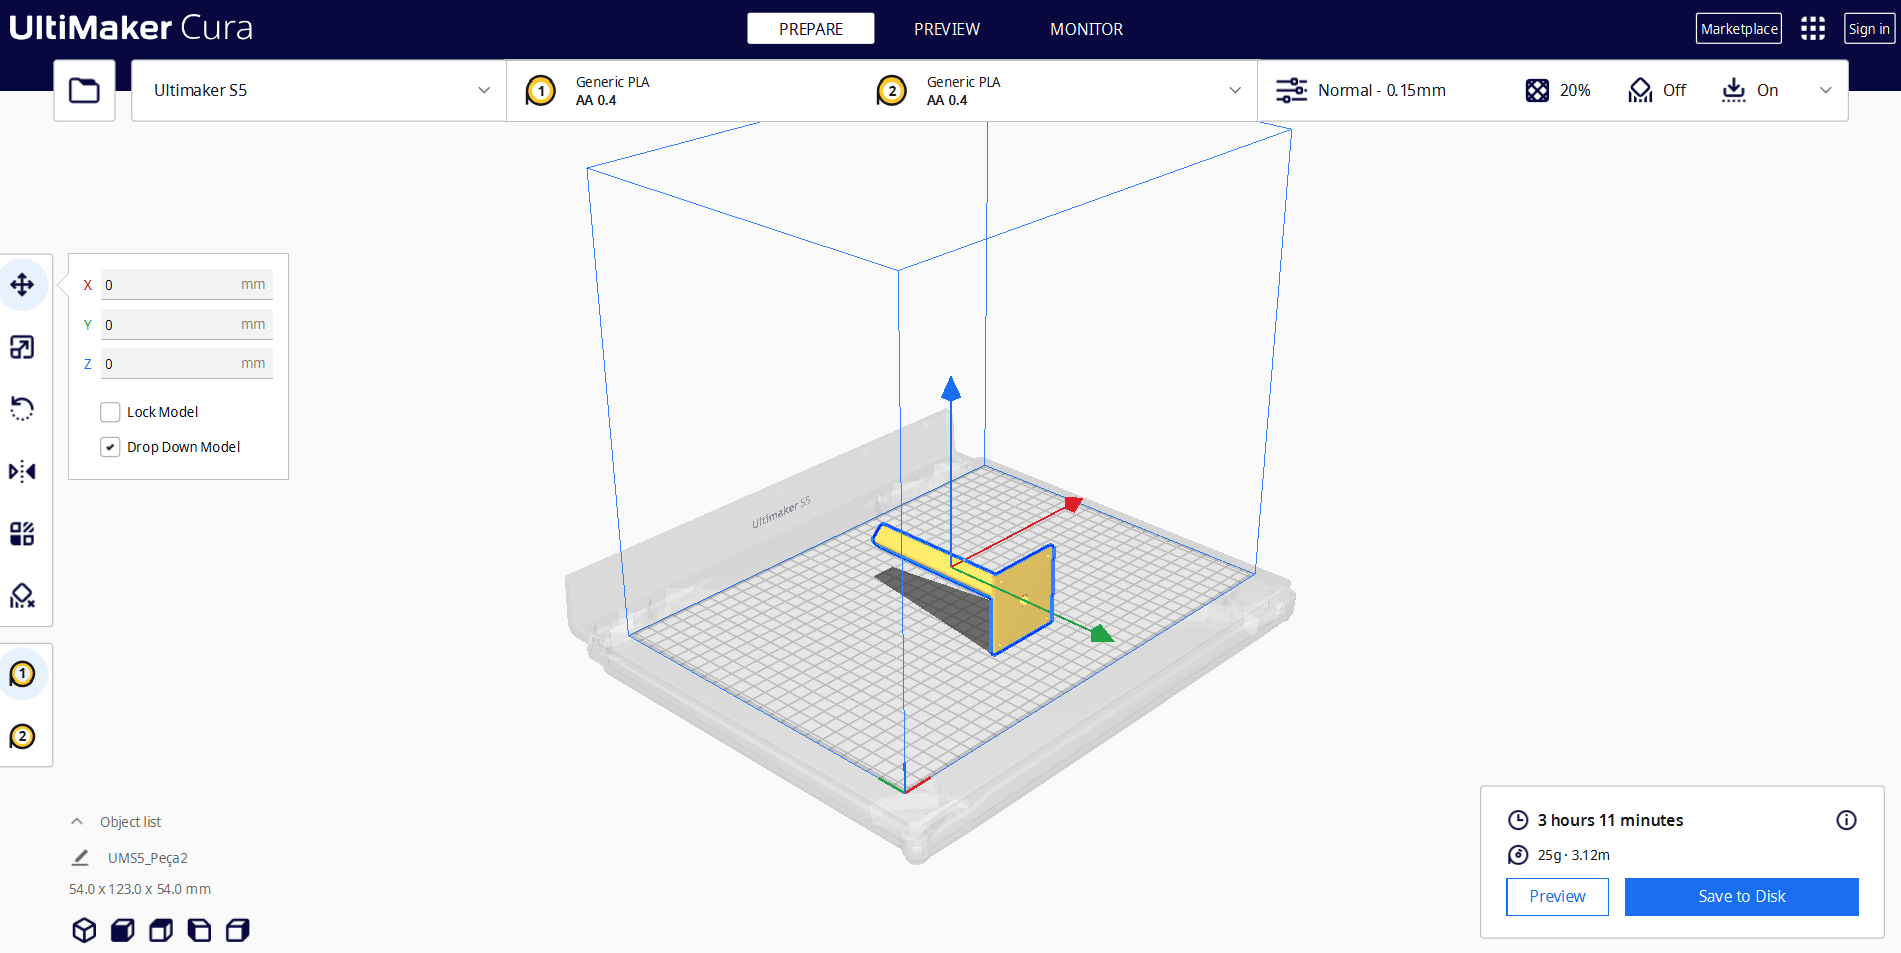 UltiMaker Cura
PREPARE
PREVIEW
MONITOR
Marketplace
Sign in
Ultimaker S5
1
Generic PLA
AA 0.4
2
Generic PLA
AA 0.4
Normal - 0.15mm
20%
Off
On
X 0 mm
Y 0 mm
Z 0 mm
Lock Model
Drop Down Model
Ultimaker S5
1
2
Object list
UMS5_Peça2
54.0 x 123.0 x 54.0 mm
3 hours 11 minutes
25g · 3.12m
Preview
Save to Disk